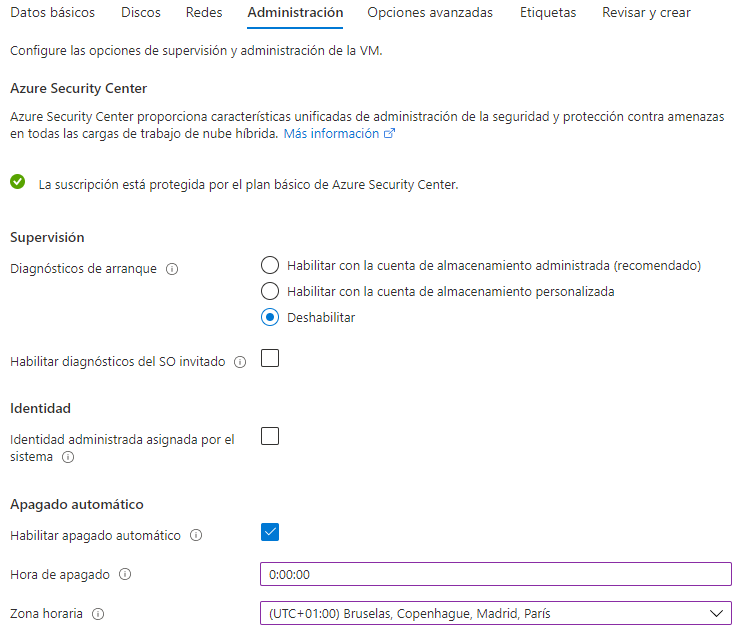 Datos básicos Discos Redes Administración Opciones avanzadas Etiquetas Revisar y crear
Configure las opciones de supervisión y administración de la VM.
Azure Security Center
Azure Security Center proporciona características unificadas de administración de la seguridad y protección contra amenazas
en todas las cargas de trabajo de nube híbrida. Más información
La suscripción está protegida por el plan básico de Azure Security Center.
Supervisión
Diagnósticos de arranque
Habilitar con la cuenta de almacenamiento administrada (recomendado)
Habilitar con la cuenta de almacenamiento personalizada
Deshabilitar
Habilitar diagnósticos del SO invitado
Identidad
Identidad administrada asignada por el
sistema
Apagado automático
Habilitar apagado automático
Hora de apagado 0:00:00
Zona horaria (UTC+01:00) Bruselas, Copenhague, Madrid, París